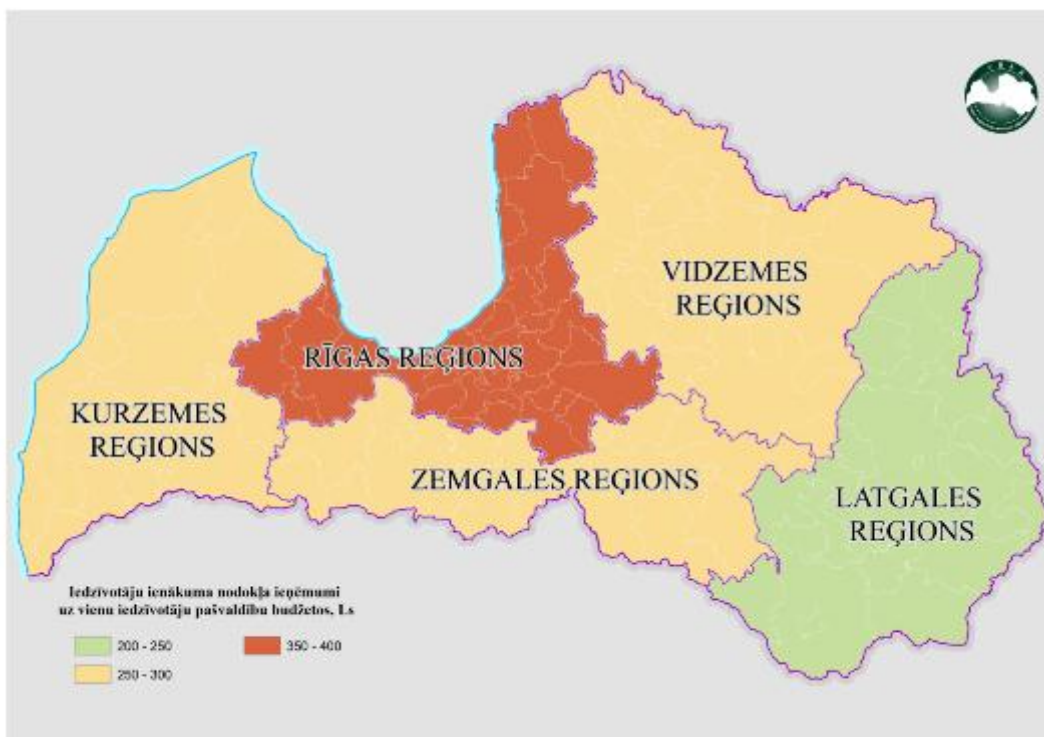 VIDZEMES
REĢIONS
RĪGAS REĢIONS
KURZEMES
REĢIONS
ZEMGALES REĢIONS
LATGALES
REĢIONS
Iedzīvotāju ienākuma nodokļa ieņēmumi
uz vienu iedzīvotāju pašvaldību budžetos, Ls
200 - 250
350 - 400
250 - 300